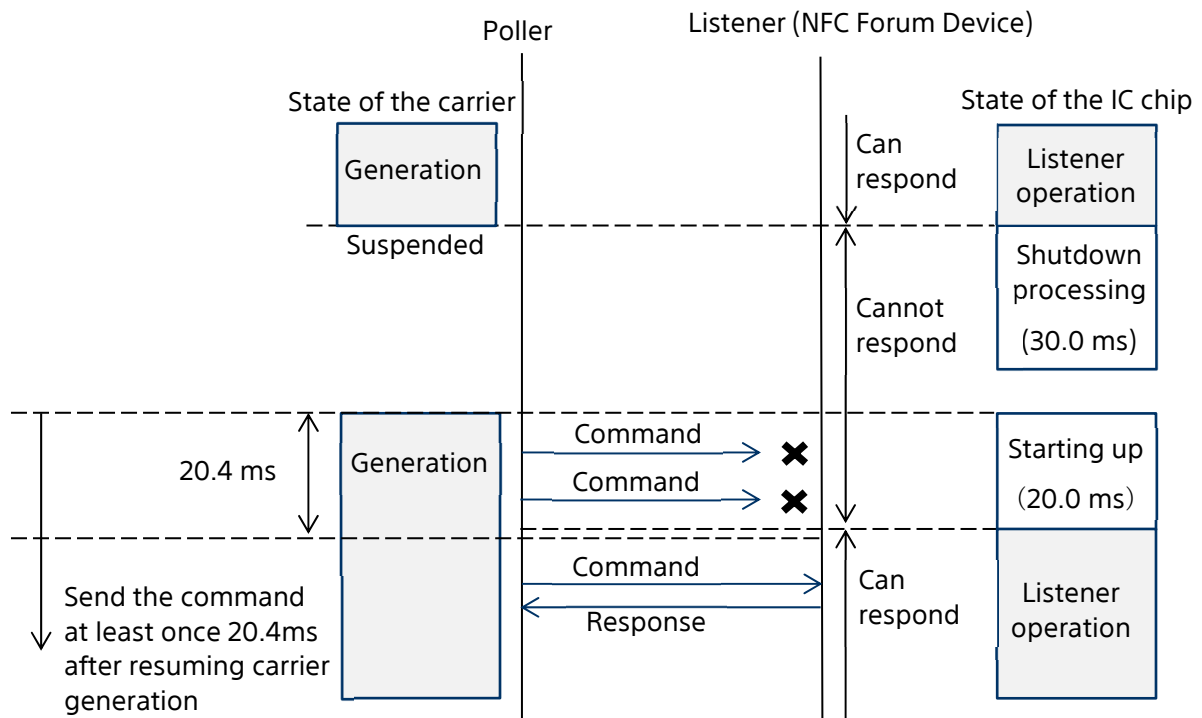 Poller
Listener (NFC Forum Device)
State of the carrier
State of the IC chip
Generation
Can
respond
Listener
operation
Suspended
Cannot
respond
Shutdown
processing
(30.0 ms)
20.4 ms
Generation
Command
Command
Starting up
(20.0 ms)
Send the command
at least once 20.4ms
after resuming carrier
generation
Command
Response
Can
respond
Listener
operation